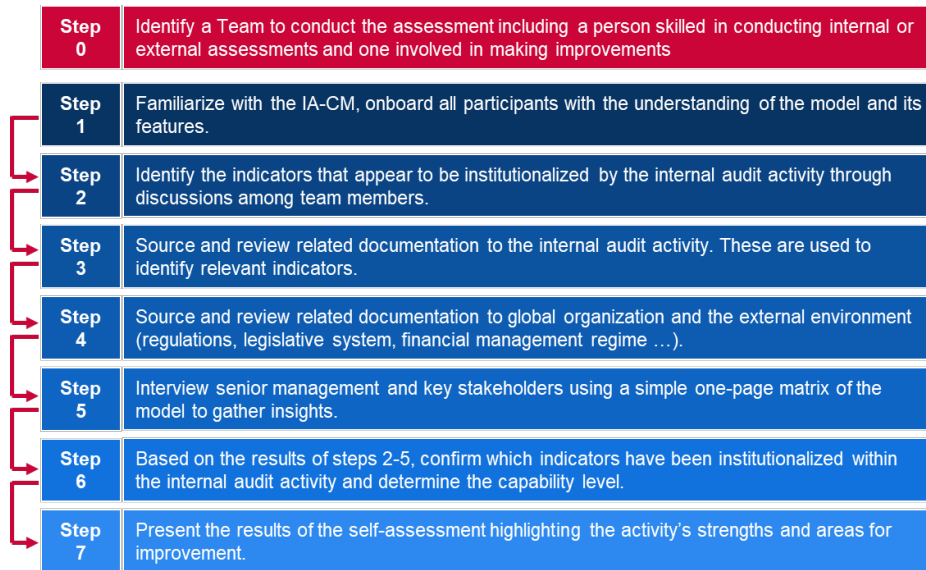 Step
0
Identify a Team to conduct the assessment including a person skilled in conducting internal or
external assessments and one involved in making improvements
Step
1
Familiarize with the IA-CM, onboard all participants with the understanding of the model and its
features.
Step
2
Identify the indicators that appear to be institutionalized by the internal audit activity through
discussions among team members.
Step
3
Source and review related documentation to the internal audit activity. These are used to
identify relevant indicators.
Step
4
Source and review related documentation to global organization and the external environment
(regulations, legislative system, financial management regime …).
Step
5
Interview senior management and key stakeholders using a simple one-page matrix of the
model to gather insights.
Step
6
Based on the results of steps 2-5, confirm which indicators have been institutionalized within
the internal audit activity and determine the capability level.
Step
7
Present the results of the self-assessment highlighting the activity's strengths and areas for
improvement.